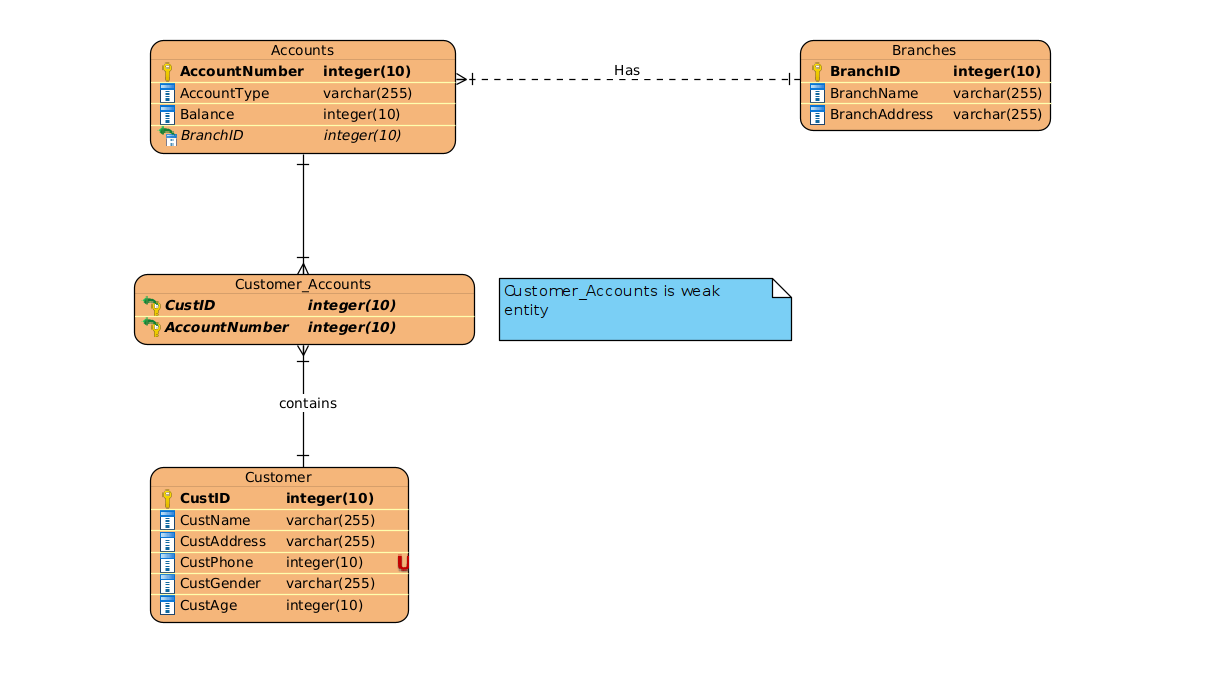 Accounts
AccountNumber integer(10)
AccountType varchar(255)
Balance integer(10)
BranchID integer(10)
Has
Branches
BranchID integer(10)
BranchName varchar(255)
BranchAddress varchar(255)
Customer_Accounts
CustID integer(10)
AccountNumber integer(10)
Customer_Accounts is weak
entity
contains
Customer
CustID integer(10)
CustName varchar(255)
CustAddress varchar(255)
CustPhone integer(10) U
CustGender varchar(255)
CustAge integer(10)